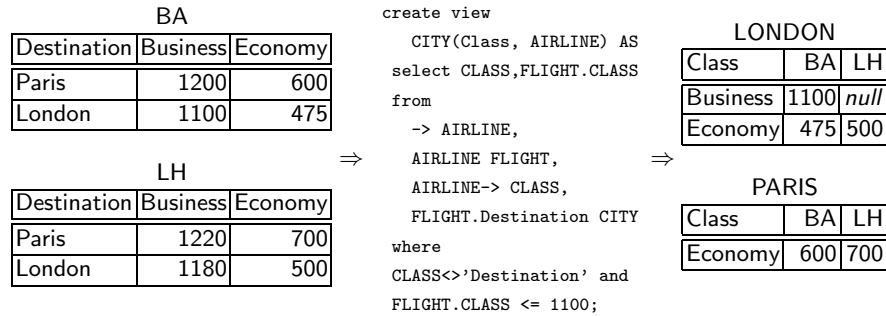 BA
Destination Business Economy
Paris 1200 600
London 1100 475
LH
Destination Business Economy
Paris 1220 700
London 1180 500
⇒
create view
CITY(Class, AIRLINE) AS
select CLASS,FLIGHT.CLASS
from
-> AIRLINE,
AIRLINE FLIGHT,
AIRLINE-> CLASS,
FLIGHT.Destination CITY
where
CLASS<>'Destination' and
FLIGHT.CLASS <= 1100;
⇒
LONDON
Class BA LH
Business 1100 null
Economy 475 500
PARIS
Class BA LH
Economy 600 700